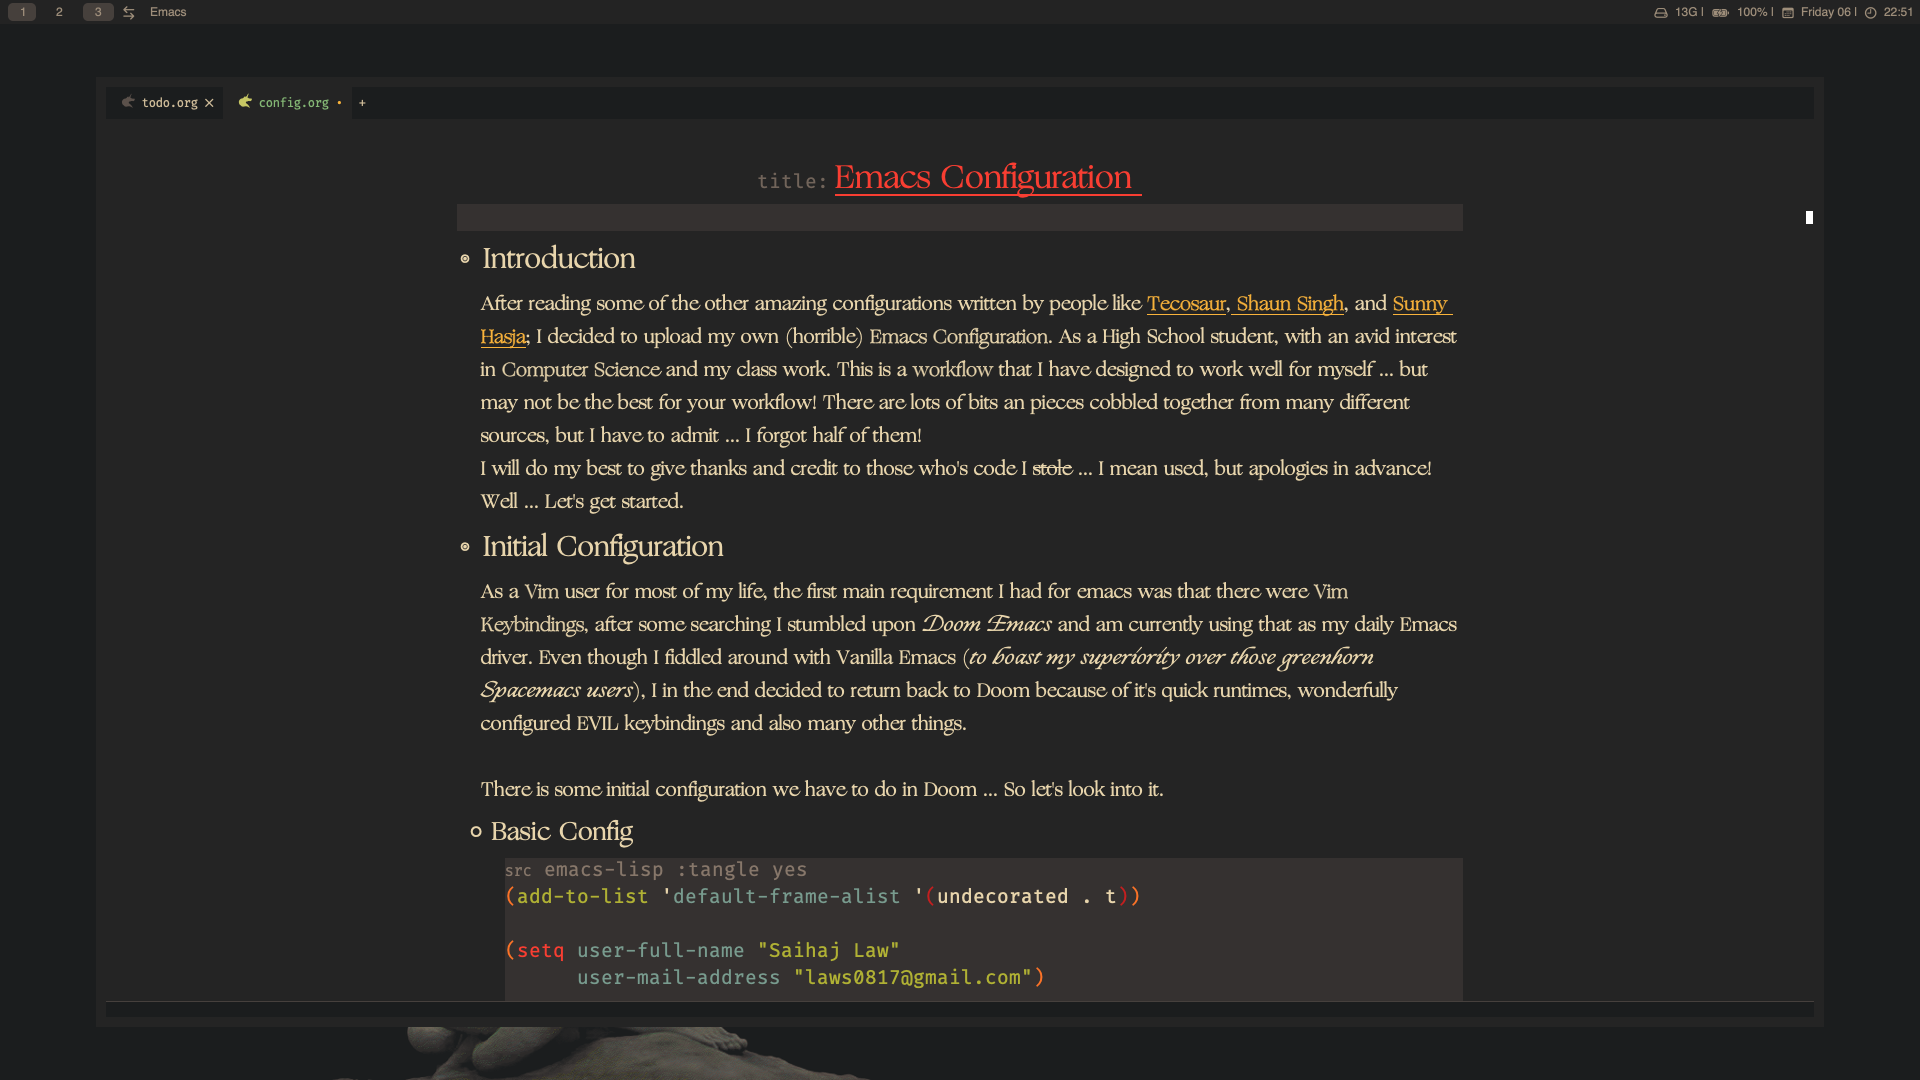 1 2 3 Emacs 13G | 100% | Friday 06 | 22:51
todo.org × config.org • +
title: Emacs Configuration
Introduction
After reading some of the other amazing configurations written by people like Tecosaur, Shaun Singh, and Sunny
Hasja; I decided to upload my own (horrible) Emacs Configuration. As a High School student, with an avid interest
in Computer Science and my class work. This is a workflow that I have designed to work well for myself ... but
may not be the best for your workflow! There are lots of bits an pieces cobbled together from many different
sources, but I have to admit ... I forgot half of them!
I will do my best to give thanks and credit to those who's code I stole ... I mean used, but apologies in advance!
Well ... Let's get started.
Initial Configuration
As a Vim user for most of my life, the first main requirement I had for emacs was that there were Vim
Keybindings, after some searching I stumbled upon Doom Emacs and am currently using that as my daily Emacs
driver. Even though I fiddled around with Vanilla Emacs (to boast my superiority over those greenhorn
Spacemacs users), I in the end decided to return back to Doom because of it's quick runtimes, wonderfully
configured EVIL keybindings and also many other things.
There is some initial configuration we have to do in Doom ... So let's look into it.
Basic Config
src emacs-lisp :tangle yes
(add-to-list 'default-frame-alist '(undecorated . t))
(setq user-full-name "Saihaj Law"
user-mail-address "laws0817@gmail.com")